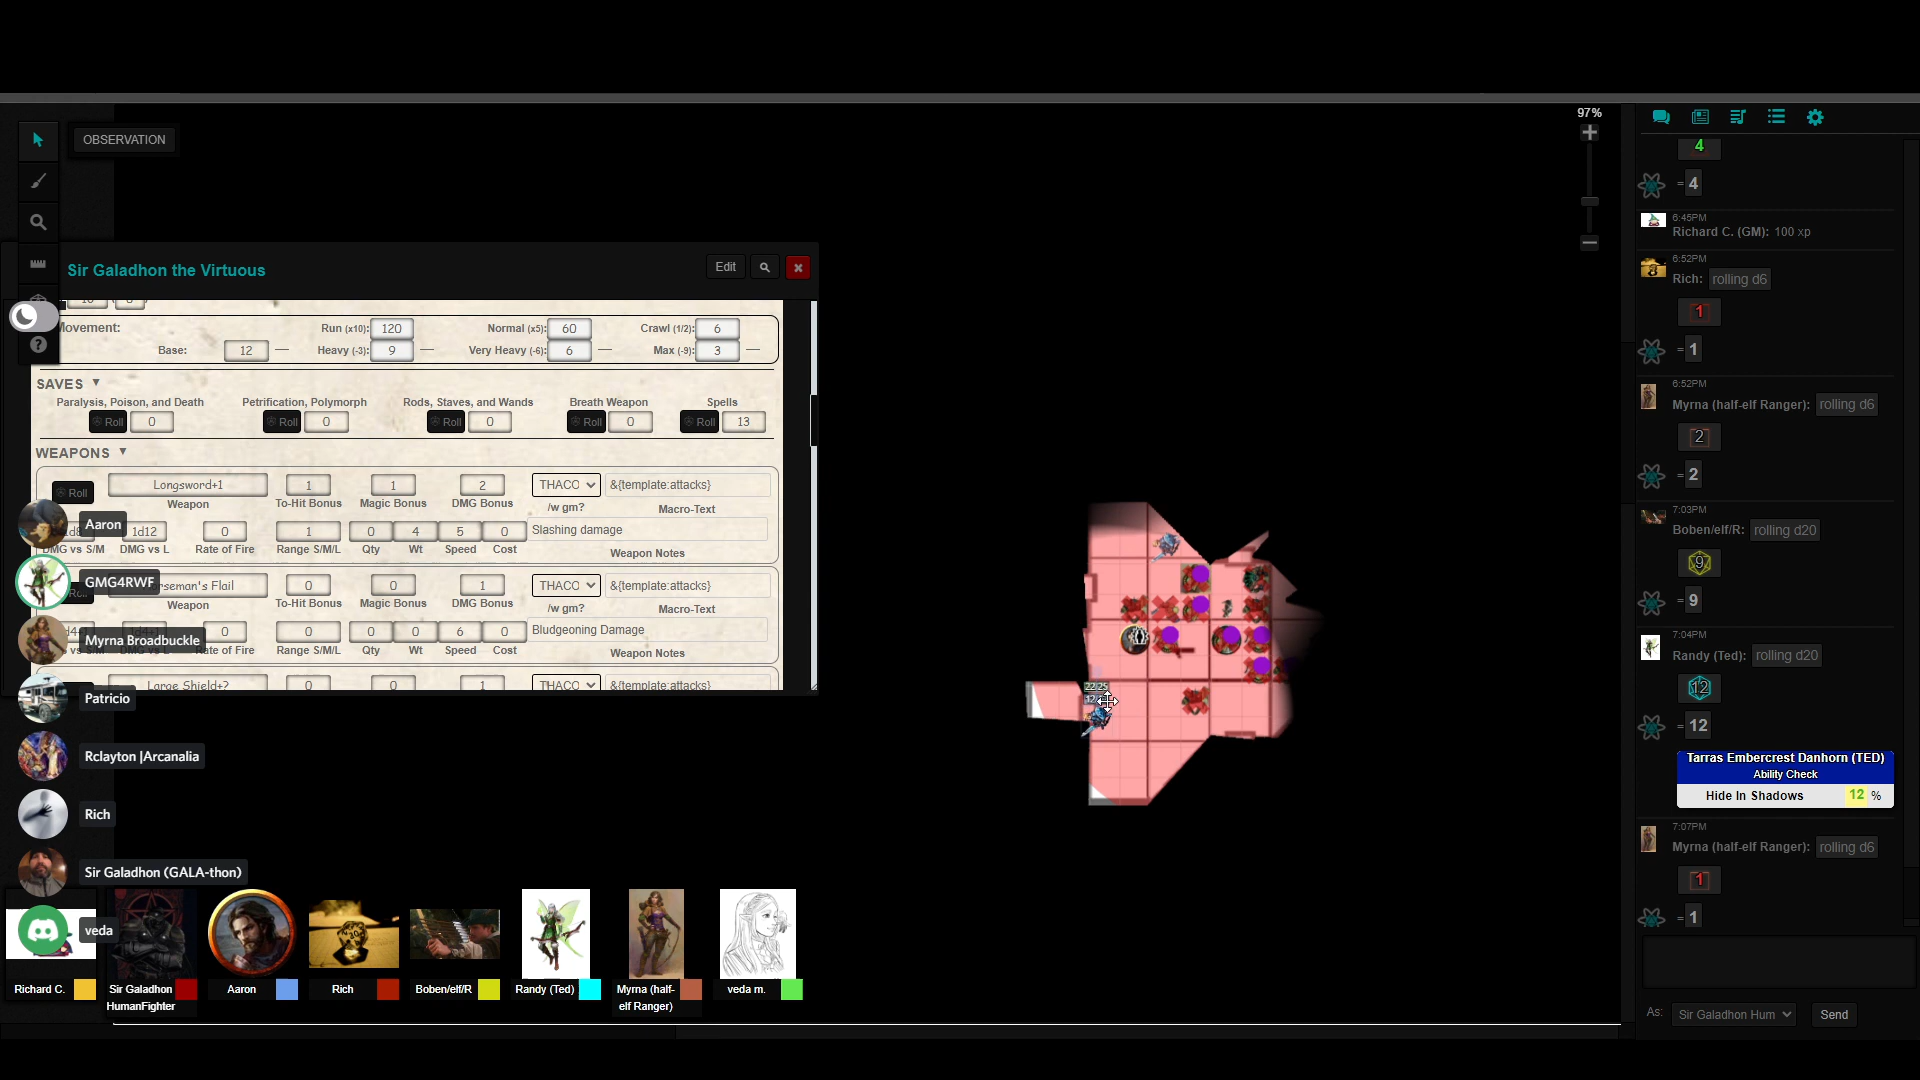 97%
OBSERVATION
4
= 4
6:45PM
Richard C. (GM): 100 xp
6:52PM
Rich: rolling d6
1
= 1
6:52PM
Myrna (half-elf Ranger): rolling d6
2
= 2
7:03PM
Boben/elf/R: rolling d20
9
= 9
7:04PM
Randy (Ted): rolling d20
12
= 12
Tarras Embercrest Danhorn (TED)
Ability Check
Hide In Shadows 12 %
7:07PM
Myrna (half-elf Ranger): rolling d6
1
= 1
As: Sir Galadhon Hum Send
Sir Galadhon the Virtuous Edit
Movement: Run (x10): 120 Normal (x5): 60 Crawl (1/2): 6
Base: 12 Heavy (-3): 9 Very Heavy (-6): 6 Max (-9): 3
SAVES
Paralysis, Poison, and Death Petrification, Polymorph Rods, Staves, and Wands Breath Weapon Spells
Roll 0 Roll 0 Roll 0 Roll 0 Roll 13
WEAPONS
Roll Longsword+1 1 1 2 THACO &{template:attacks}
Weapon To-Hit Bonus Magic Bonus DMG Bonus /w gm? Macro-Text
1d12 0 1 0 4 5 0 Slashing damage
DMG vs S/M DMG vs L Rate of Fire Range S/M/L Qty Wt Speed Cost Weapon Notes
rseman's Flail 0 0 1 THACO &{template:attacks}
Weapon To-Hit Bonus Magic Bonus DMG Bonus /w gm? Macro-Text
0 0 0 0 6 0 Bludgeoning Damage
Rate of Fire Range S/M/L Qty Wt Speed Cost Weapon Notes
Large Shield+? 0 0 1 THACO &{template:attacks}
Aaron
GMG4RWF
Myrna Broadbuckle
Patricio
Rclayton |Arcanalia
Rich
Sir Galadhon (GALA-thon)
veda
Richard C.
Sir Galadhon HumanFighter
Aaron
Rich
Boben/elf/R
Randy (Ted)
Myrna (half-elf Ranger)
veda m.